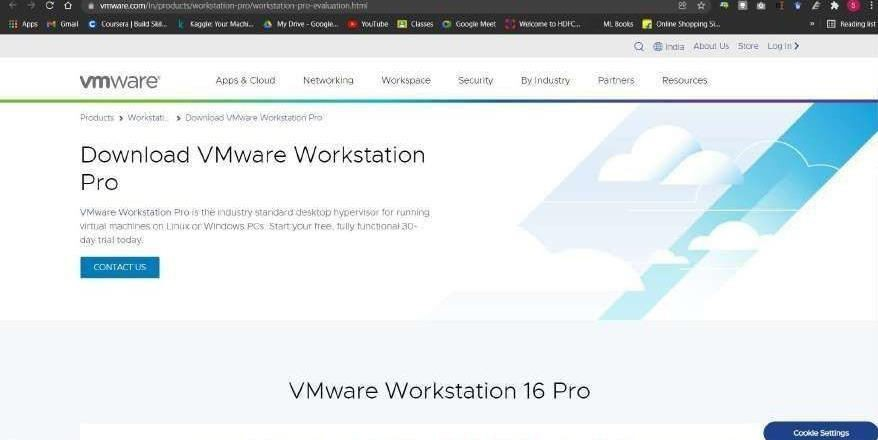 vmware.com/in/products/workstation-pro/workstation-pro-evaluation.html
Apps Gmail Coursera | Build Skil... Kaggle: Your Machi... My Drive - Google... YouTube Classes Google Meet Welcome to HDFC... ML Books Online Shopping Si... » Reading list
India About Us Store Log In
vmware
Apps & Cloud Networking Workspace Security By Industry Partners Resources
Products Workstati... Download VMware Workstation Pro
Download VMware Workstation
Pro
VMware Workstation Pro is the industry standard desktop hypervisor for running
virtual machines on Linux or Windows PCs. Start your free, fully functional 30-
day trial today.
CONTACT US
VMware Workstation 16 Pro
Cookie Settings